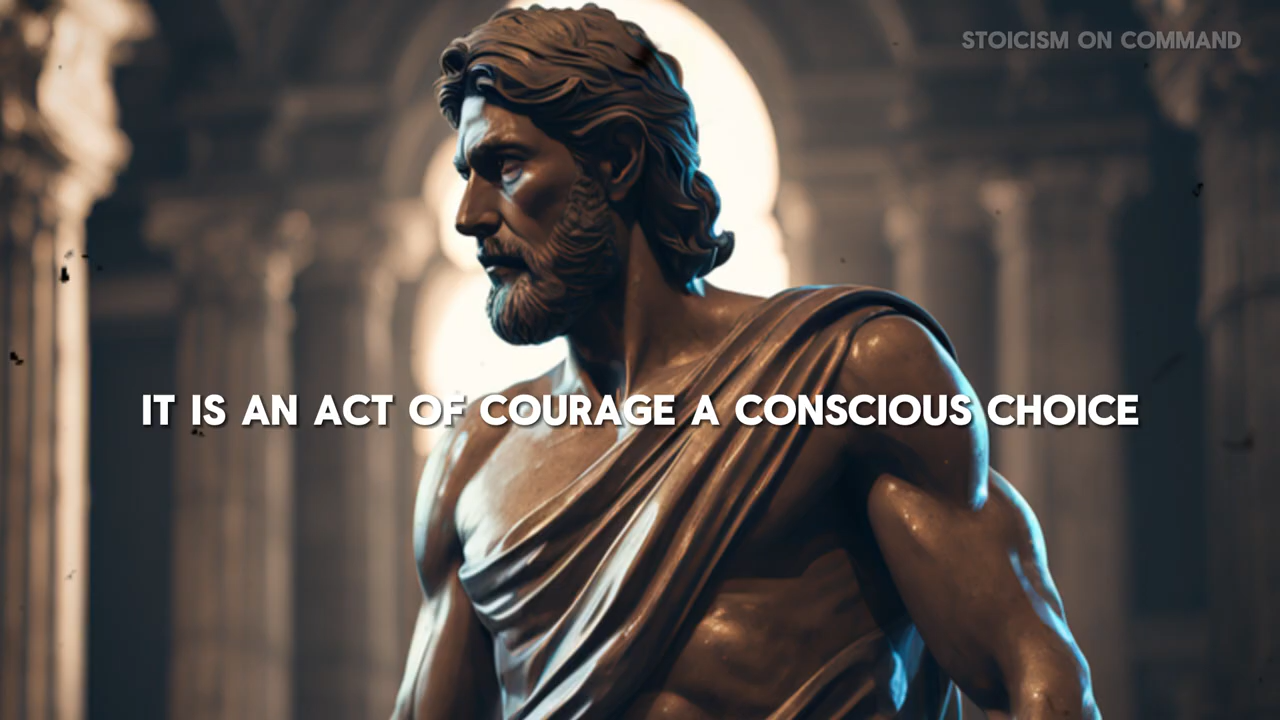 STOICISM ON COMMAND
IT IS AN ACT OF COURAGE A CONSCIOUS CHOICE